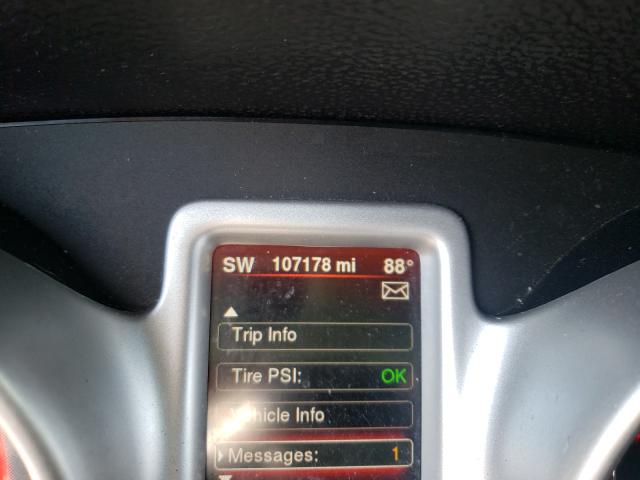 SW 107178 mi 88°
Trip Info
Tire PSI: OK
Vehicle Info
Messages: 1